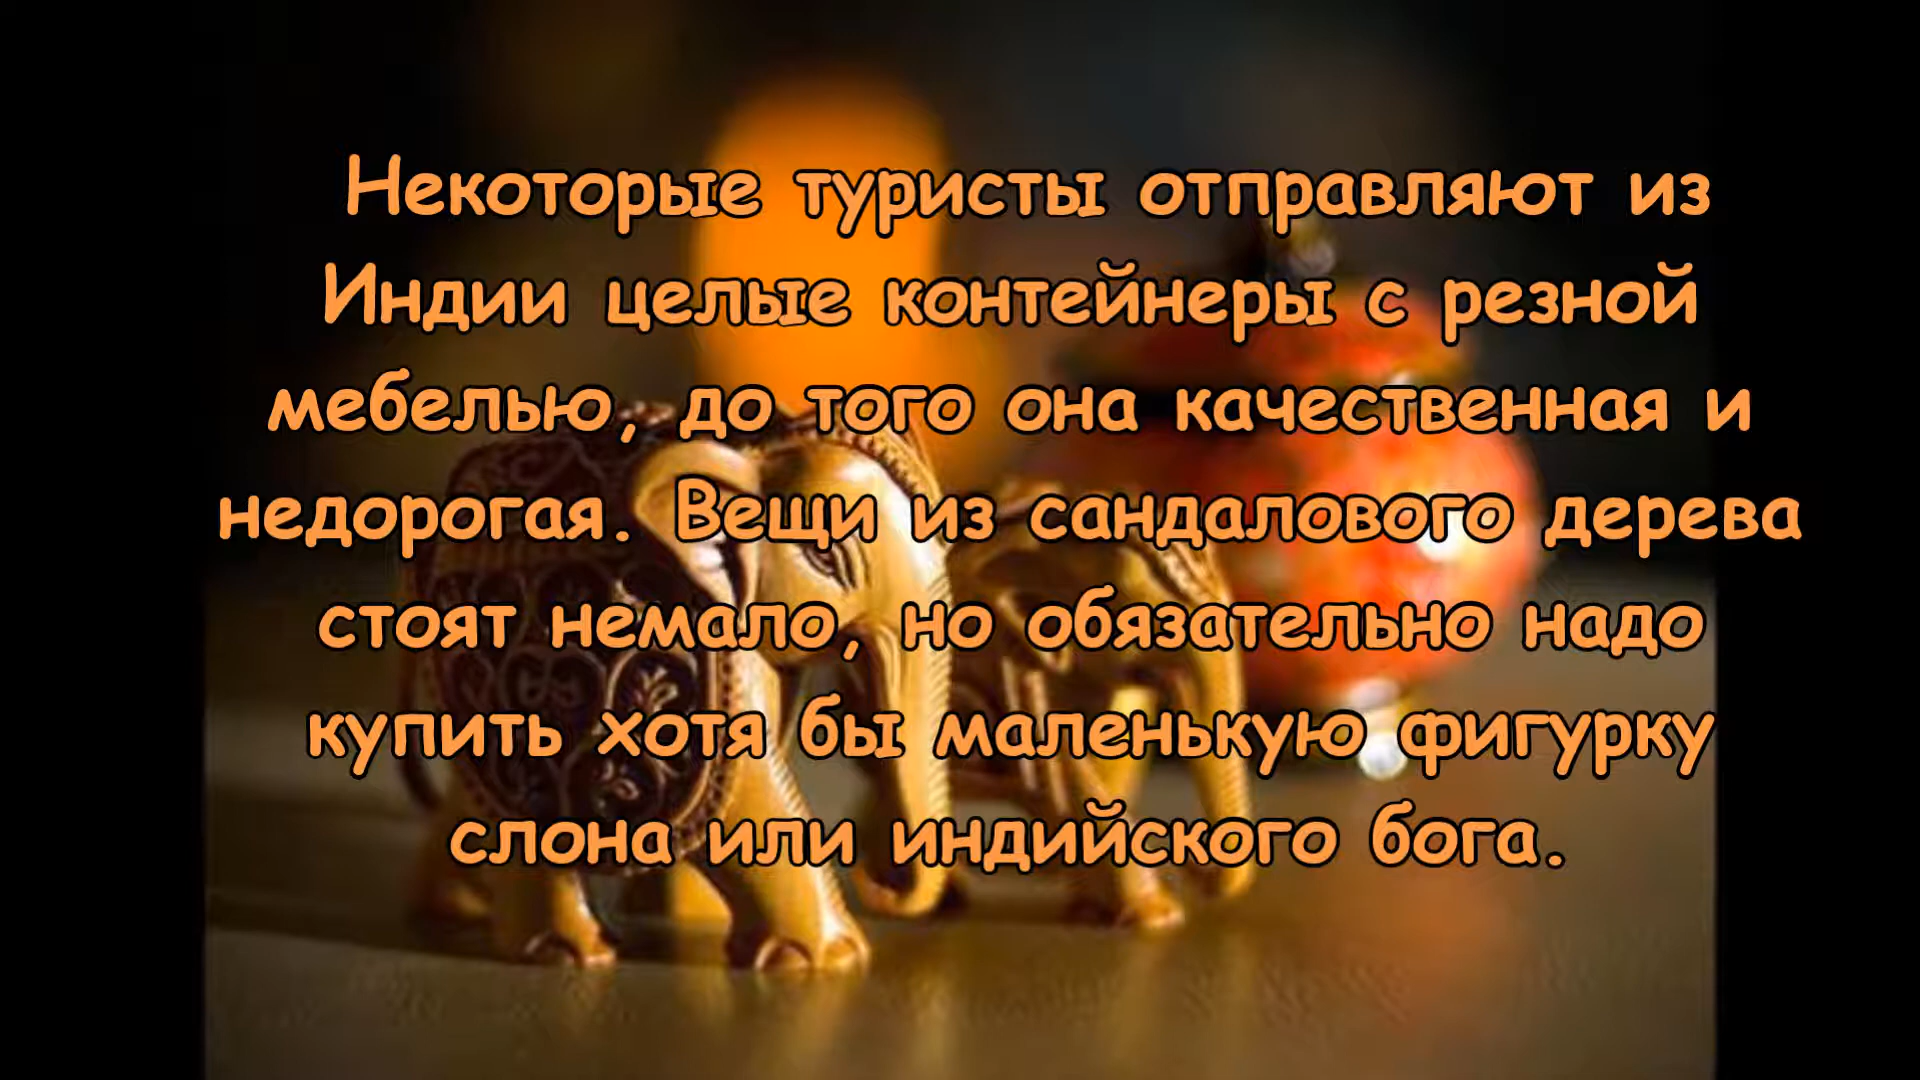 Некоторые туристы отправляют из
Индии целые контейнеры с резной
мебелью, до того она качественная и
недорогая. Вещи из сандалового дерева
стоят немало, но обязательно надо
купить хотя бы маленькую фигурку
слона или индийского бога.